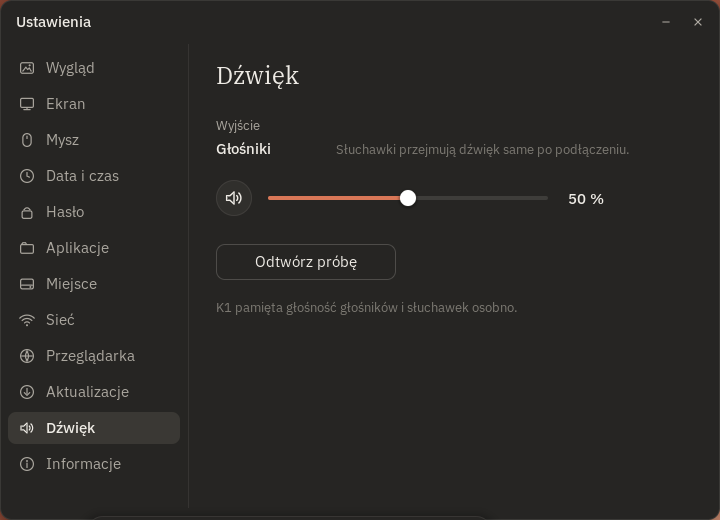 Ustawienia
Wygląd
Ekran
Mysz
Data i czas
Hasło
Aplikacje
Miejsce
Sieć
Przeglądarka
Aktualizacje
Dźwięk
Informacje
Dźwięk
Wyjście
Głośniki Słuchawki przejmują dźwięk same po podłączeniu.
50 %
Odtwórz próbę
K1 pamięta głośność głośników i słuchawek osobno.